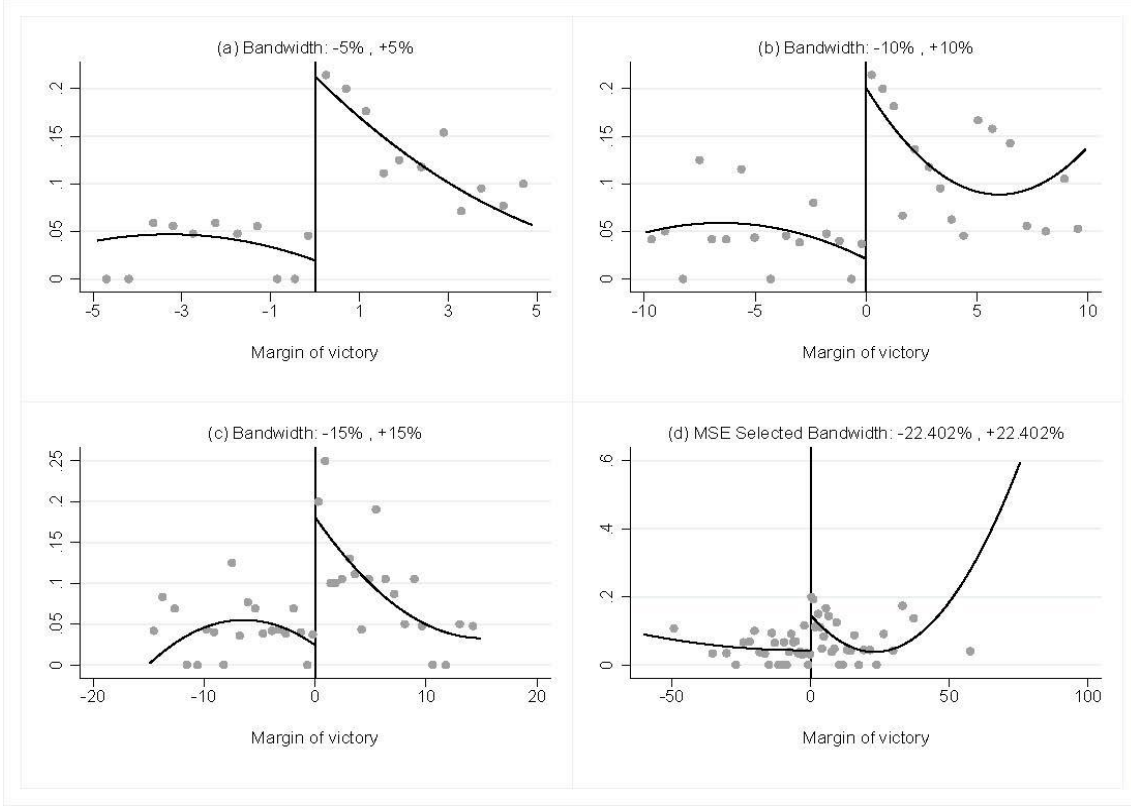 (a) Bandwidth: -5% , +5%
.2
.15
.1
.05
0
-5 -3 -1 1 3 5
Margin of victory
(b) Bandwidth: -10% , +10%
.2
.15
.1
.05
0
-10 -5 0 5 10
Margin of victory
(c) Bandwidth: -15% , +15%
.25
.2
.15
.1
.05
0
-20 -10 0 10 20
Margin of victory
(d) MSE Selected Bandwidth: -22.402% , +22.402%
.6
.4
.2
0
-50 0 50 100
Margin of victory